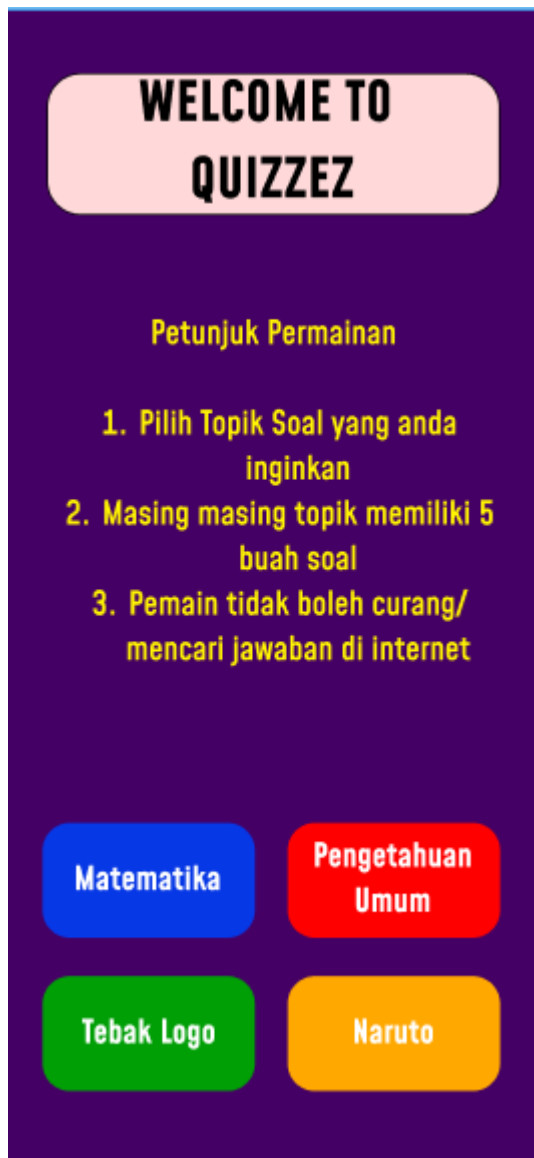 WELCOME TO
QUIZZEZ
Petunjuk Permainan
1. Pilih Topik Soal yang anda
inginkan
2. Masing masing topik memiliki 5
buah soal
3. Pemain tidak boleh curang/
mencari jawaban di internet
Matematika
Pengetahuan
Umum
Tebak Logo
Naruto